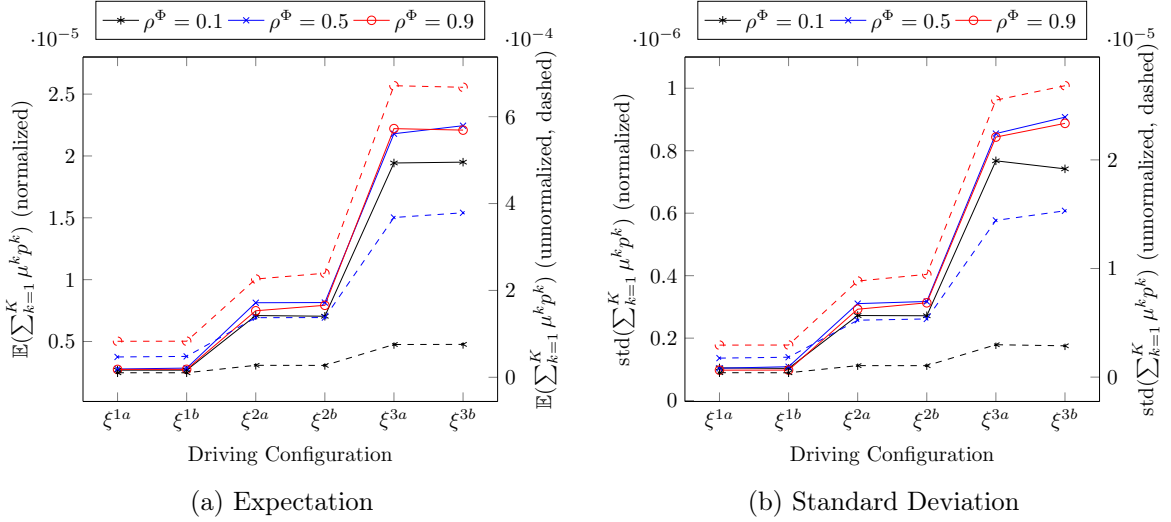 ρ^Φ = 0.1 ρ^Φ = 0.5 ρ^Φ = 0.9
·10^-5
·10^-4
𝔼(∑_{k=1}^K μ^k p^k) (normalized)
2.5
2
1.5
1
0.5
6
4
2
0
𝔼(∑_{k=1}^K μ^k p^k) (unnormalized, dashed)
ξ^{1a} ξ^{1b} ξ^{2a} ξ^{2b} ξ^{3a} ξ^{3b}
Driving Configuration
(a) Expectation
ρ^Φ = 0.1 ρ^Φ = 0.5 ρ^Φ = 0.9
·10^-6
·10^-5
std(∑_{k=1}^K μ^k p^k) (normalized)
1
0.8
0.6
0.4
0.2
0
2
1
0
std(∑_{k=1}^K μ^k p^k) (unnormalized, dashed)
ξ^{1a} ξ^{1b} ξ^{2a} ξ^{2b} ξ^{3a} ξ^{3b}
Driving Configuration
(b) Standard Deviation